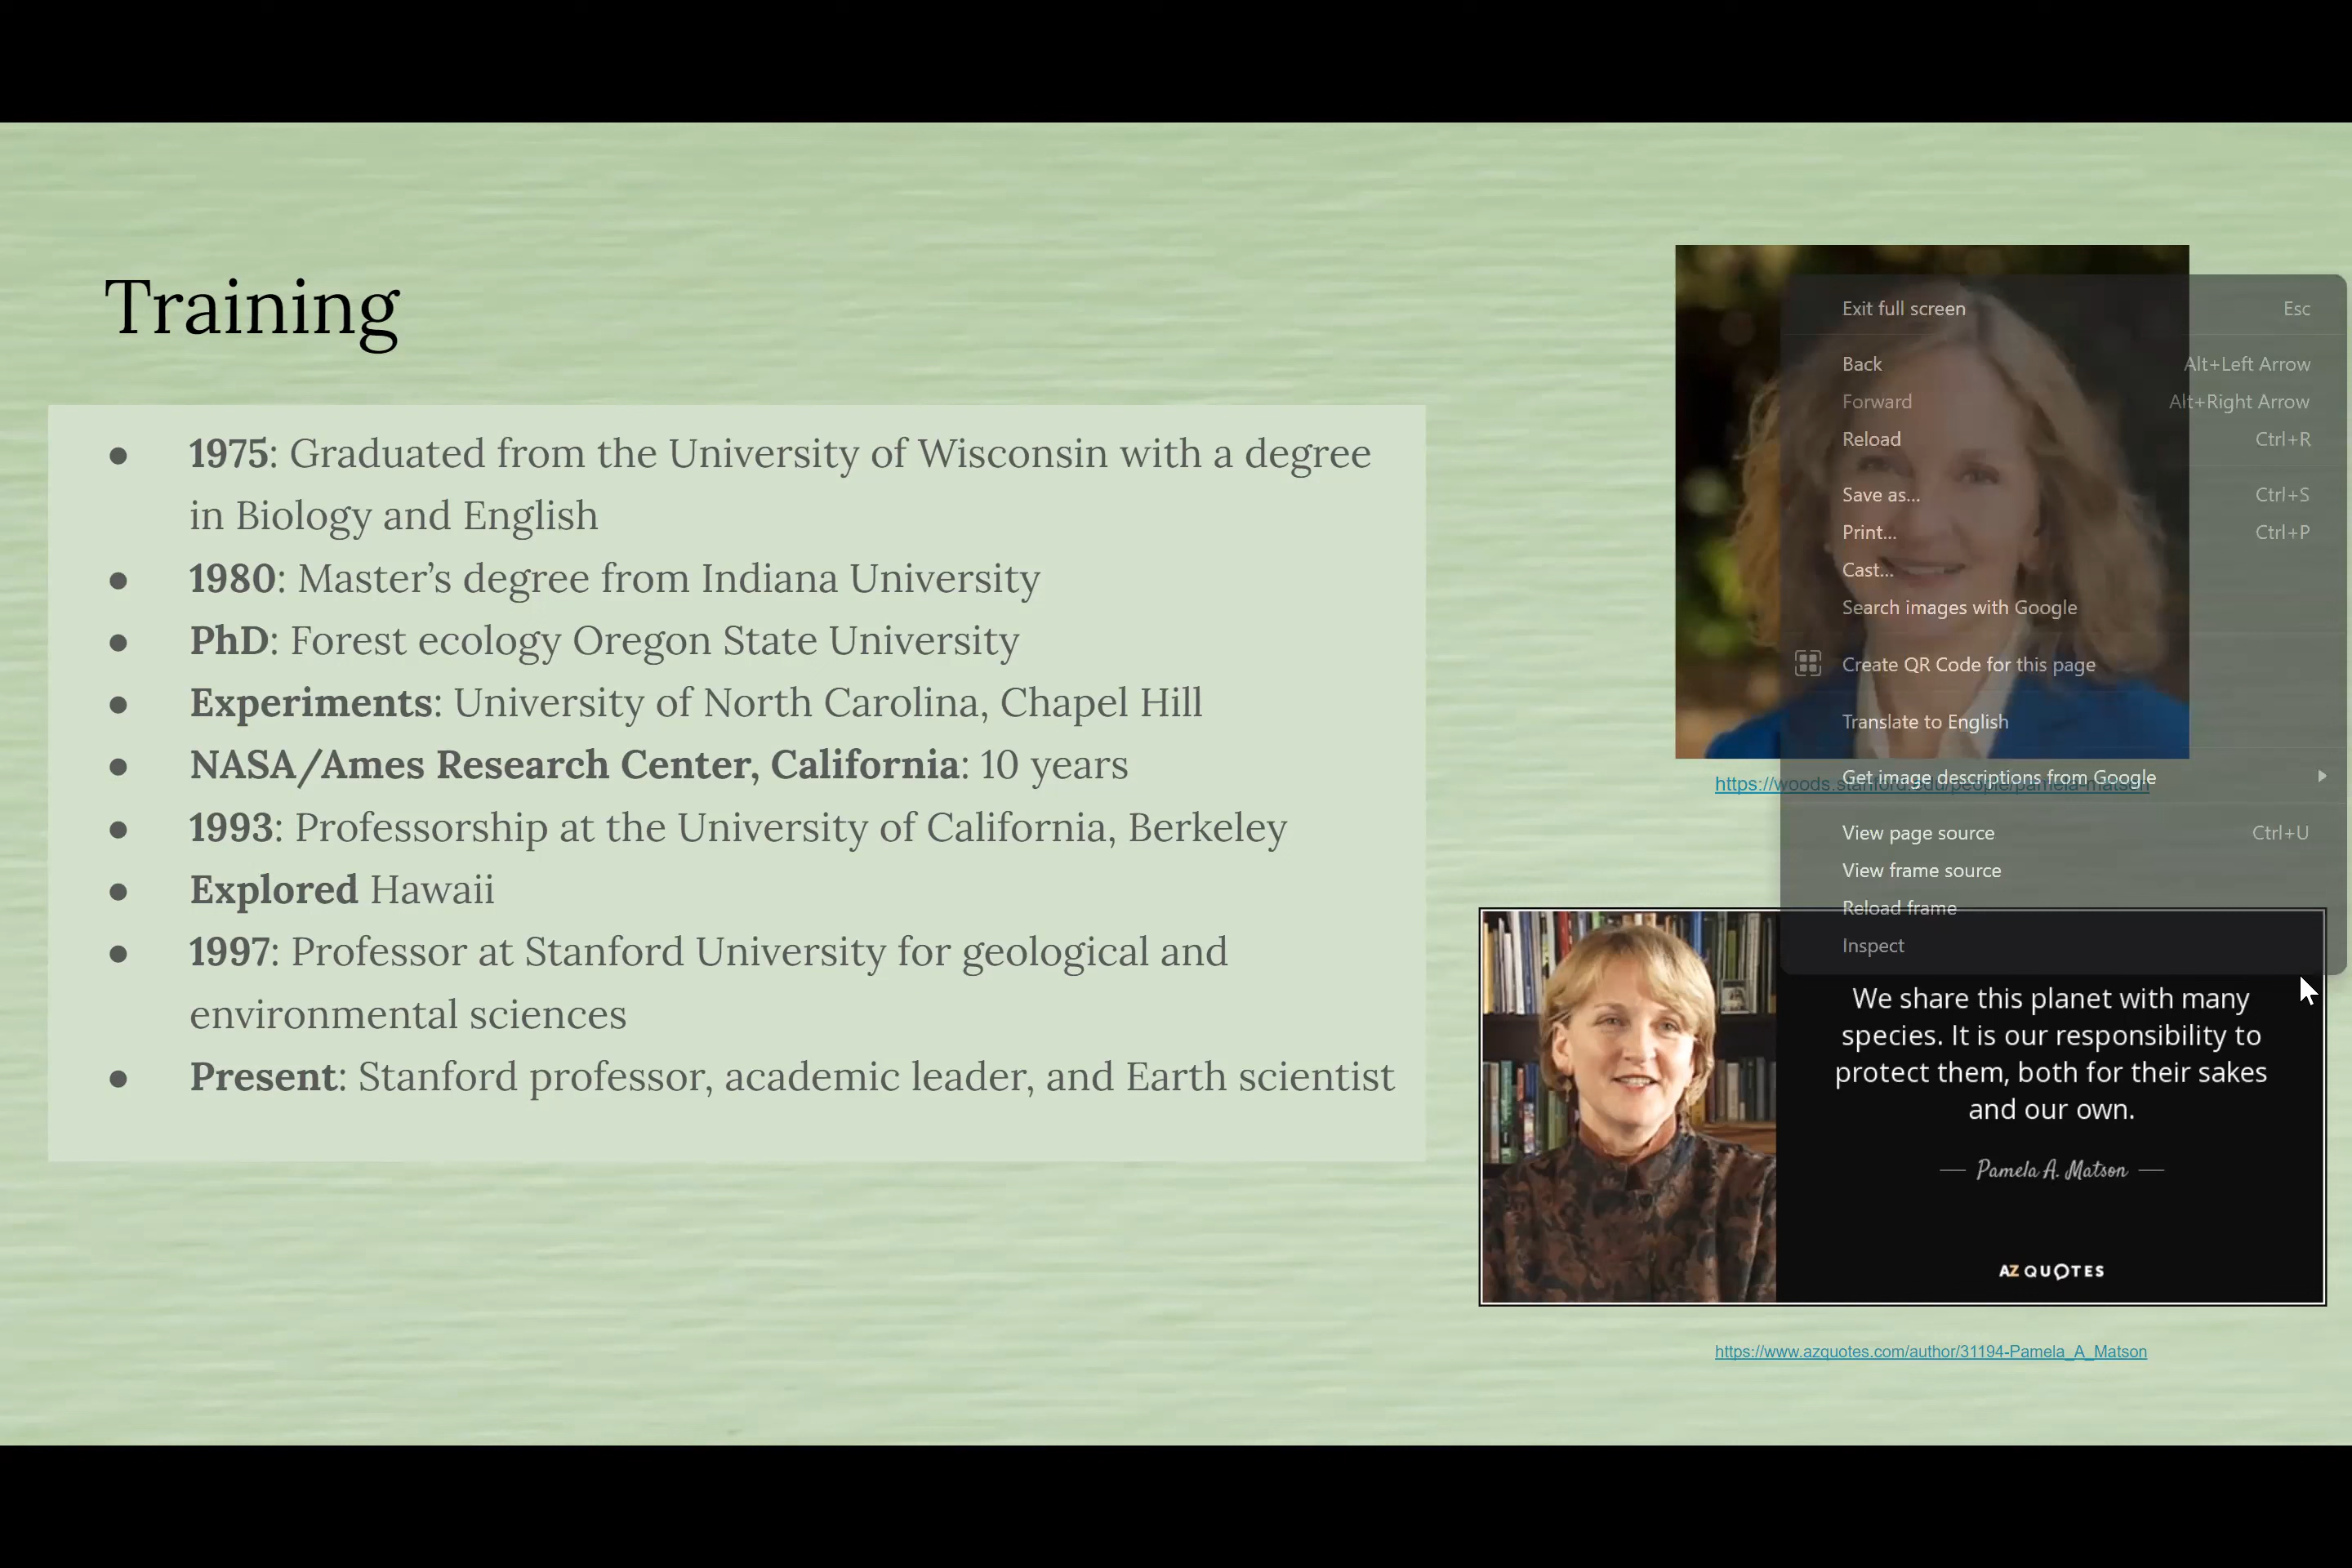 Training
● 1975: Graduated from the University of Wisconsin with a degree
in Biology and English
● 1980: Master’s degree from Indiana University
● PhD: Forest ecology Oregon State University
● Experiments: University of North Carolina, Chapel Hill
● NASA/Ames Research Center, California: 10 years
● 1993: Professorship at the University of California, Berkeley
● Explored Hawaii
● 1997: Professor at Stanford University for geological and
environmental sciences
● Present: Stanford professor, academic leader, and Earth scientist
Exit full screen Esc
Back Alt+Left Arrow
Forward Alt+Right Arrow
Reload Ctrl+R
Save as... Ctrl+S
Print... Ctrl+P
Cast...
Search images with Google
Create QR Code for this page
Translate to English
Get image descriptions from Google
https://woods.stanford.edu/people/pamela-matson
View page source Ctrl+U
View frame source
Reload frame
Inspect
We share this planet with many
species. It is our responsibility to
protect them, both for their sakes
and our own.
— Pamela A. Matson —
AZ QUOTES
https://www.azquotes.com/author/31194-Pamela_A_Matson